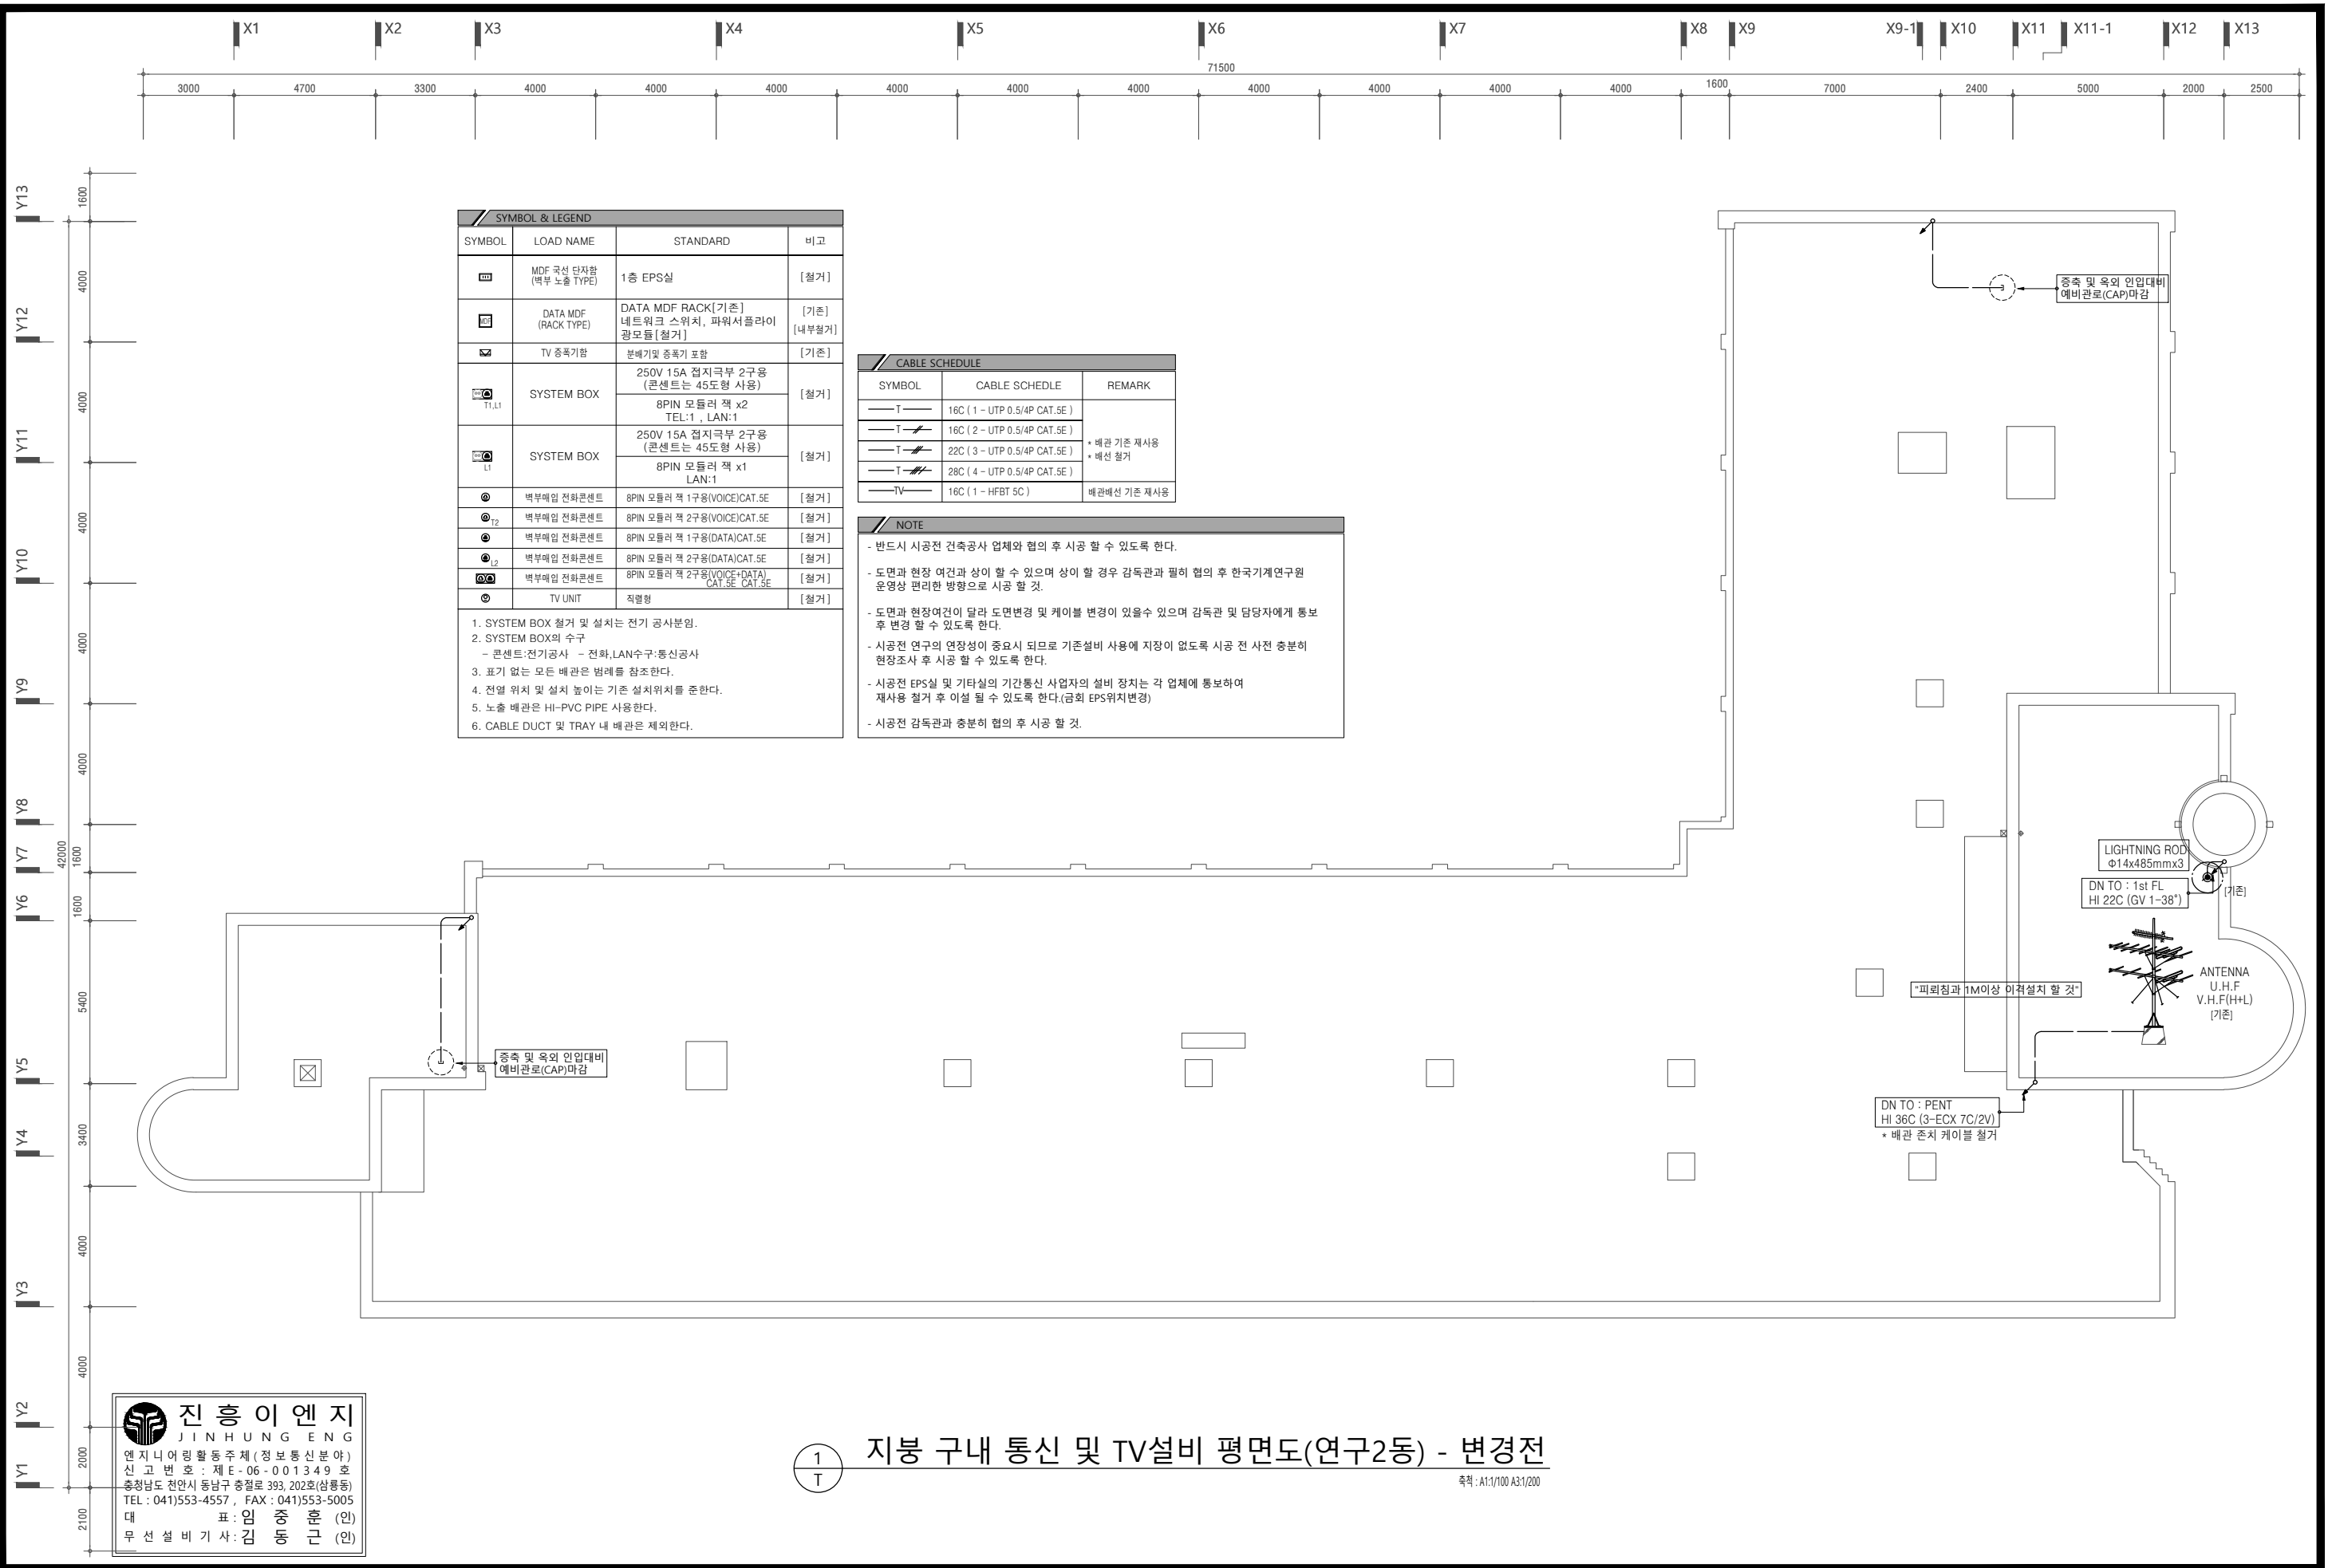 X1 X2 X3 X4 X5 X6 X7 X8 X9 X9-1 X10 X11 X11-1 X12 X13
71500
3000 4700 3300 4000 4000 4000 4000 4000 4000 4000 4000 4000 4000 1600 7000 2400 5000 2000 2500
Y13
Y12
Y11
Y10
Y9
Y8
Y7
Y6
Y5
Y4
Y3
Y2
Y1
1600
4000
4000
4000
4000
4000
42000
1600
1600
5400
3400
4000
4000
2000
2100
SYMBOL & LEGEND
SYMBOL LOAD NAME STANDARD 비고
MDF 국선 단자함
(벽부 노출 TYPE)
1층 EPS실
[철거]
MDF
DATA MDF
(RACK TYPE)
DATA MDF RACK[기존]
네트워크 스위치, 파워서플라이
광모듈[철거]
[기존]
[내부철거]
TV 증폭기함 분배기및 증폭기 포함 [기존]
T1,L1
SYSTEM BOX
250V 15A 접지극부 2구용
(콘센트는 45도형 사용)
8PIN 모듈러 잭 x2
TEL:1 , LAN:1
[철거]
L1
SYSTEM BOX
250V 15A 접지극부 2구용
(콘센트는 45도형 사용)
8PIN 모듈러 잭 x1
LAN:1
[철거]
벽부매입 전화콘센트 8PIN 모듈러 잭 1구용(VOICE)CAT.5E [철거]
T2 벽부매입 전화콘센트 8PIN 모듈러 잭 2구용(VOICE)CAT.5E [철거]
벽부매입 전화콘센트 8PIN 모듈러 잭 1구용(DATA)CAT.5E [철거]
L2 벽부매입 전화콘센트 8PIN 모듈러 잭 2구용(DATA)CAT.5E [철거]
벽부매입 전화콘센트 8PIN 모듈러 잭 2구용(VOICE+DATA) [철거]
CAT.5E CAT.5E
TV UNIT 직렬형 [철거]
1. SYSTEM BOX 철거 및 설치는 전기 공사분임.
2. SYSTEM BOX의 수구
- 콘센트:전기공사 - 전화,LAN수구:통신공사
3. 표기 없는 모든 배관은 범례를 참조한다.
4. 전열 위치 및 설치 높이는 기존 설치위치를 준한다.
5. 노출 배관은 HI-PVC PIPE 사용한다.
6. CABLE DUCT 및 TRAY 내 배관은 제외한다.
CABLE SCHEDULE
SYMBOL CABLE SCHEDLE REMARK
T 16C ( 1 - UTP 0.5/4P CAT.5E )
T 16C ( 2 - UTP 0.5/4P CAT.5E )
T 22C ( 3 - UTP 0.5/4P CAT.5E )
T 28C ( 4 - UTP 0.5/4P CAT.5E )
* 배관 기존 재사용
* 배선 철거
TV 16C ( 1 - HFBT 5C ) 배관배선 기존 재사용
NOTE
- 반드시 시공전 건축공사 업체와 협의 후 시공 할 수 있도록 한다.
- 도면과 현장 여건과 상이 할 수 있으며 상이 할 경우 감독관과 필히 협의 후 한국기계연구원
운영상 편리한 방향으로 시공 할 것.
- 도면과 현장여건이 달라 도면변경 및 케이블 변경이 있을수 있으며 감독관 및 담당자에게 통보
후 변경 할 수 있도록 한다.
- 시공전 연구의 연장성이 중요시 되므로 기존설비 사용에 지장이 없도록 시공 전 사전 충분히
현장조사 후 시공 할 수 있도록 한다.
- 시공전 EPS실 및 기타실의 기간통신 사업자의 설비 장치는 각 업체에 통보하여
재사용 철거 후 이설 될 수 있도록 한다.(금회 EPS위치변경)
- 시공전 감독관과 충분히 협의 후 시공 할 것.
증축 및 옥외 인입대비
예비관로(CAP)마감
LIGHTNING ROD
Φ14x485mmx3
DN TO : 1st FL
HI 22C (GV 1-38")
[기존]
ANTENNA
U.H.F
V.H.F(H+L)
[기존]
"피뢰침과 1M이상 이격설치 할 것"
증축 및 옥외 인입대비
예비관로(CAP)마감
DN TO : PENT
HI 36C (3-ECX 7C/2V)
* 배관 존치 케이블 철거
진흥이엔지
JINHUNG ENG
엔지니어링활동주체(정보통신분야)
신고번호: 제E-06-001349호
충청남도 천안시 동남구 충절로 393, 202호(삼룡동)
TEL : 041)553-4557 , FAX : 041)553-5005
대 표: 임 중 훈 (인)
무선설비기사: 김 동 근 (인)
1
T
지붕 구내 통신 및 TV설비 평면도(연구2동) - 변경전
축척 : A1:1/100 A3:1/200